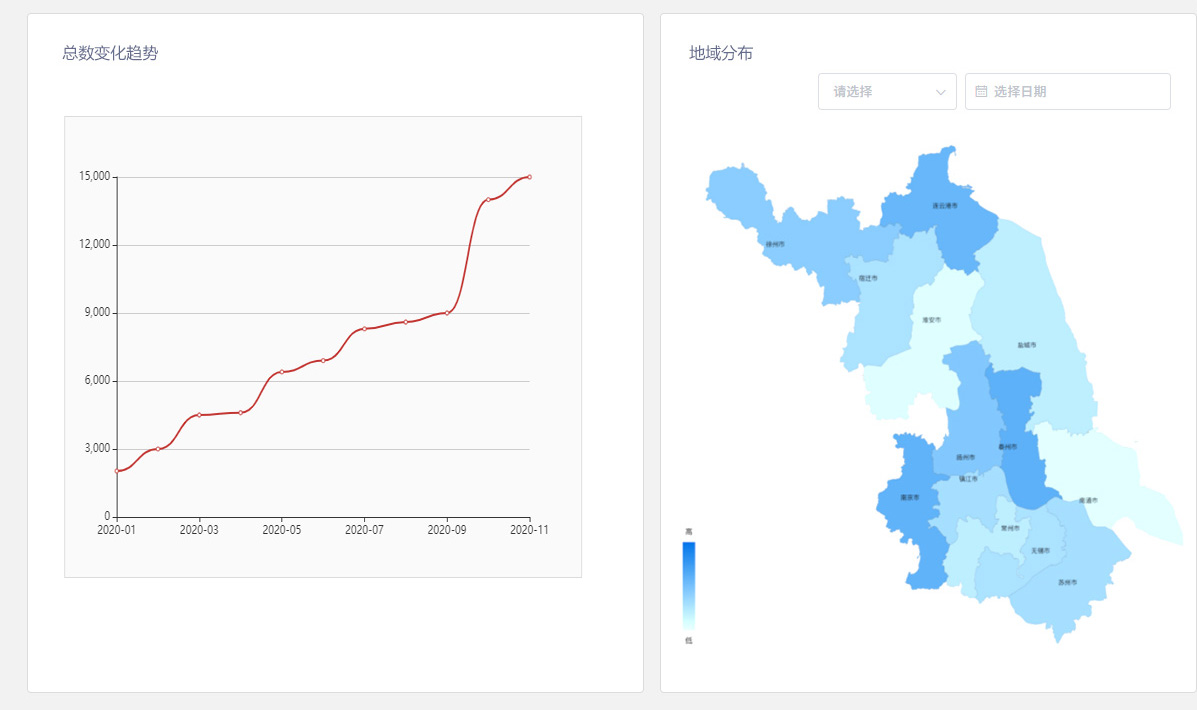 总数变化趋势
15,000
12,000
9,000
6,000
3,000
0
2020-01
2020-03
2020-05
2020-07
2020-09
2020-11
地域分布
请选择
选择日期
连云港市
徐州市
宿迁市
淮安市
盐城市
泰州市
扬州市
镇江市
南京市
南通市
常州市
无锡市
苏州市
高
低